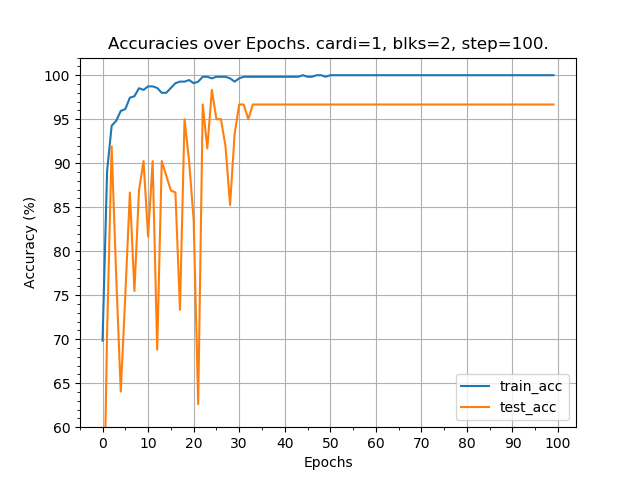 Accuracies over Epochs. cardi=1, blks=2, step=100.
100
95
90
85
80
75
70
65
60
Accuracy (%)
0 10 20 30 40 50 60 70 80 90 100
Epochs
train_acc
test_acc